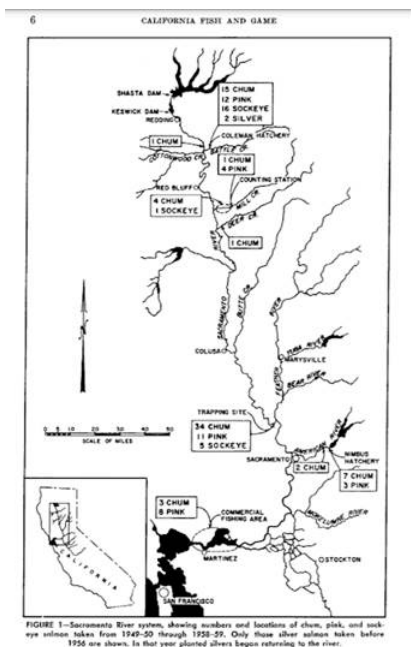 6
CALIFORNIA FISH AND GAME
SHASTA DAM
KESWICK DAM
REDDING
15 CHUM
12 PINK
16 SOCKEYE
2 SILVER
COLEMAN HATCHERY
1 CHUM
BATTLE CR.
COTTONWOOD CR.
1 CHUM
4 PINK
COUNTING STATION
RED BLUFF
MILL CR.
4 CHUM
1 SOCKEYE
DEER CR.
1 CHUM
RIVER
SACRAMENTO
BUTTE CR.
FEATHER
RIVER
COLUSA
YUBA RIVER
MARYSVILLE
BEAR RIVER
TRAPPING SITE
34 CHUM
11 PINK
5 SOCKEYE
0 5 10 20 30 40 50
SCALE OF MILES
AMERICAN RIVER
SACRAMENTO
2 CHUM
NIMBUS
HATCHERY
7 CHUM
3 PINK
3 CHUM
8 PINK
COMMERCIAL
FISHING AREA
MOKELUMNE RIVER
MARTINEZ
STOCKTON
CALIFORNIA
SAN FRANCISCO
FIGURE 1—Sacramento River system, showing numbers and locations of chum, pink, and sock-
eye salmon taken from 1949-50 through 1958-59. Only those silver salmon taken before
1956 are shown. In that year planted silvers began returning to the river.